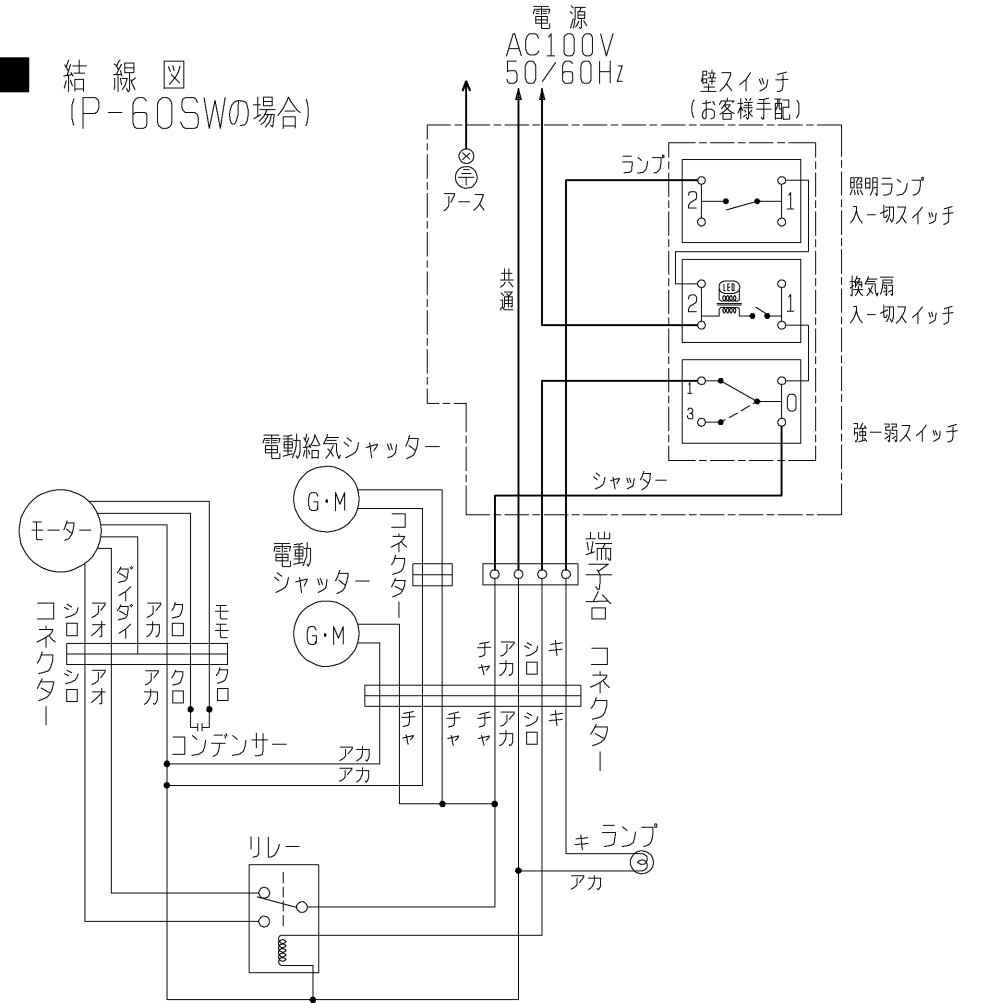 電源
AC100V
50/60Hz
■ 結線図
(P-60SWの場合)
壁スイッチ
(お客様手配)
アース
ランプ
2
1
照明ランプ
入-切スイッチ
共通
LED
2
1
換気扇
入-切スイッチ
1
3
0
強-弱スイッチ
シャッター
電動給気シャッター
G・M
モーター
コネクター
電動
シャッター
G・M
端子台
コネクター
シロ
アオ
ダイダイ
アカ
クロ
モモ
シロ
アオ
アカ
クロ
クロ
コンデンサー
チャ
アカ
シロ
キ
コネクター
チャ
チャ
チャ
アカ
シロ
キ
アカ
アカ
リレー
キ
ランプ
アカ